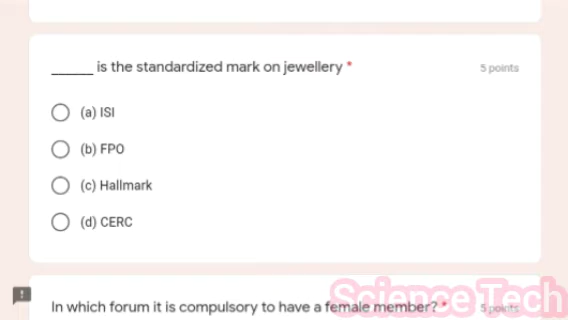 ______ is the standardized mark on jewellery *
5 points
(a) ISI
(b) FPO
(c) Hallmark
(d) CERC
In which forum it is compulsory to have a female member? *
5 points
Science Tech